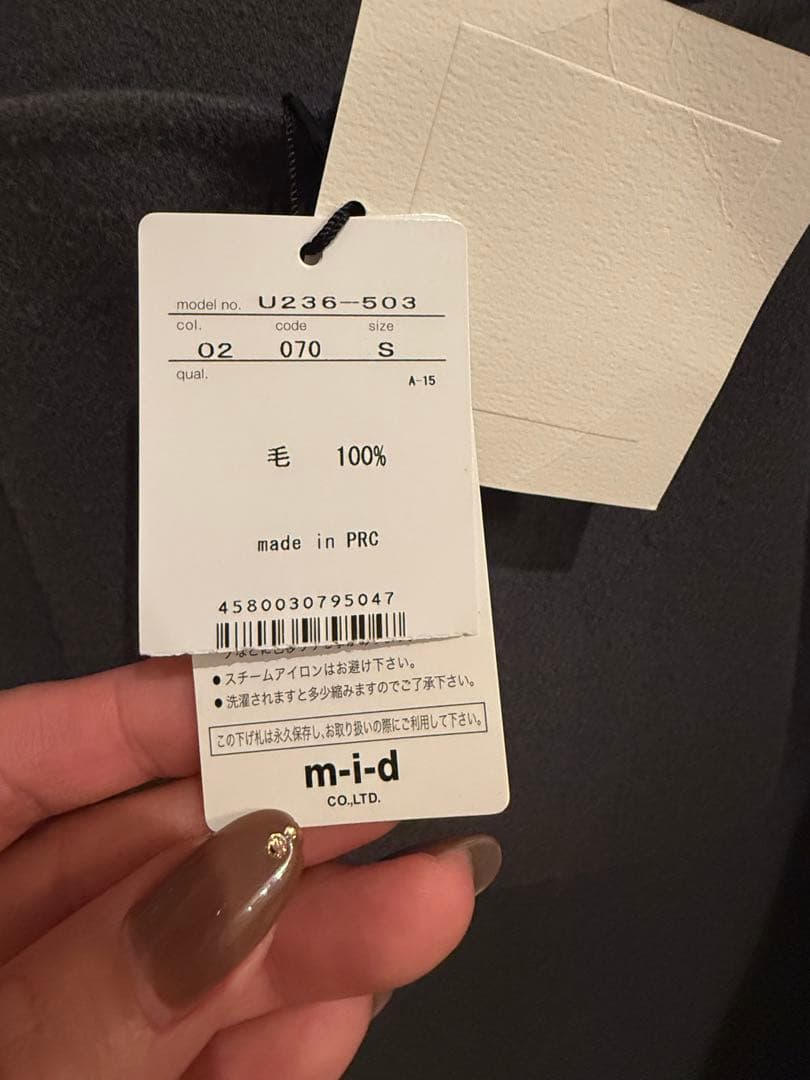 model no. U236-503
col. code size
02 070 S
qual.
A-15
毛 100%
made in PRC
4580030795047
●スチームアイロンはお避け下さい。
●洗濯されますと多少縮みますのでご了承下さい。
この下げ札は永久保存し、お取り扱いの際にご利用して下さい。
m-i-d
CO.,LTD.